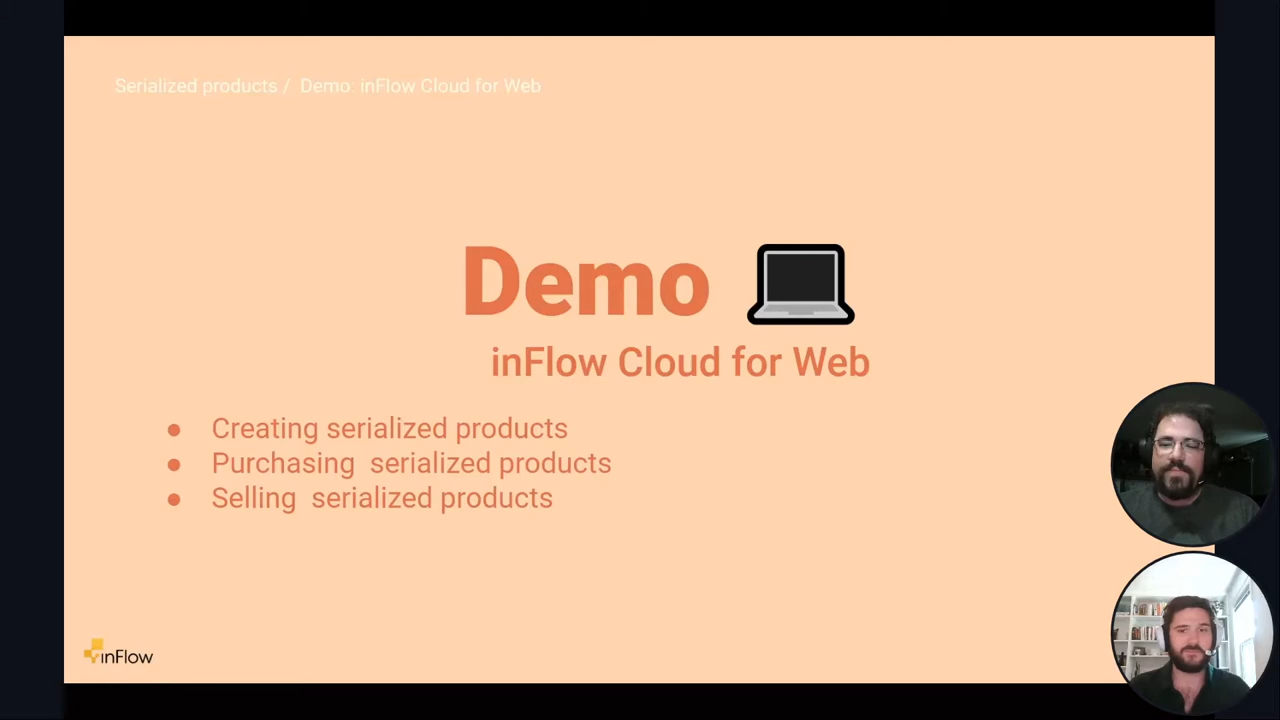 Serialized products / Demo: inFlow Cloud for Web
Demo
inFlow Cloud for Web
● Creating serialized products
● Purchasing serialized products
● Selling serialized products
inFlow